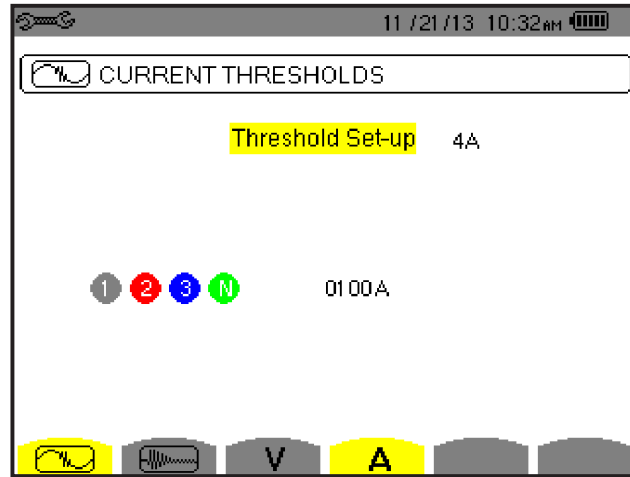 11 /21 /13 10:32AM
CURRENT THRESHOLDS
Threshold Set-up 4A
1 2 3 N 0100A
V A